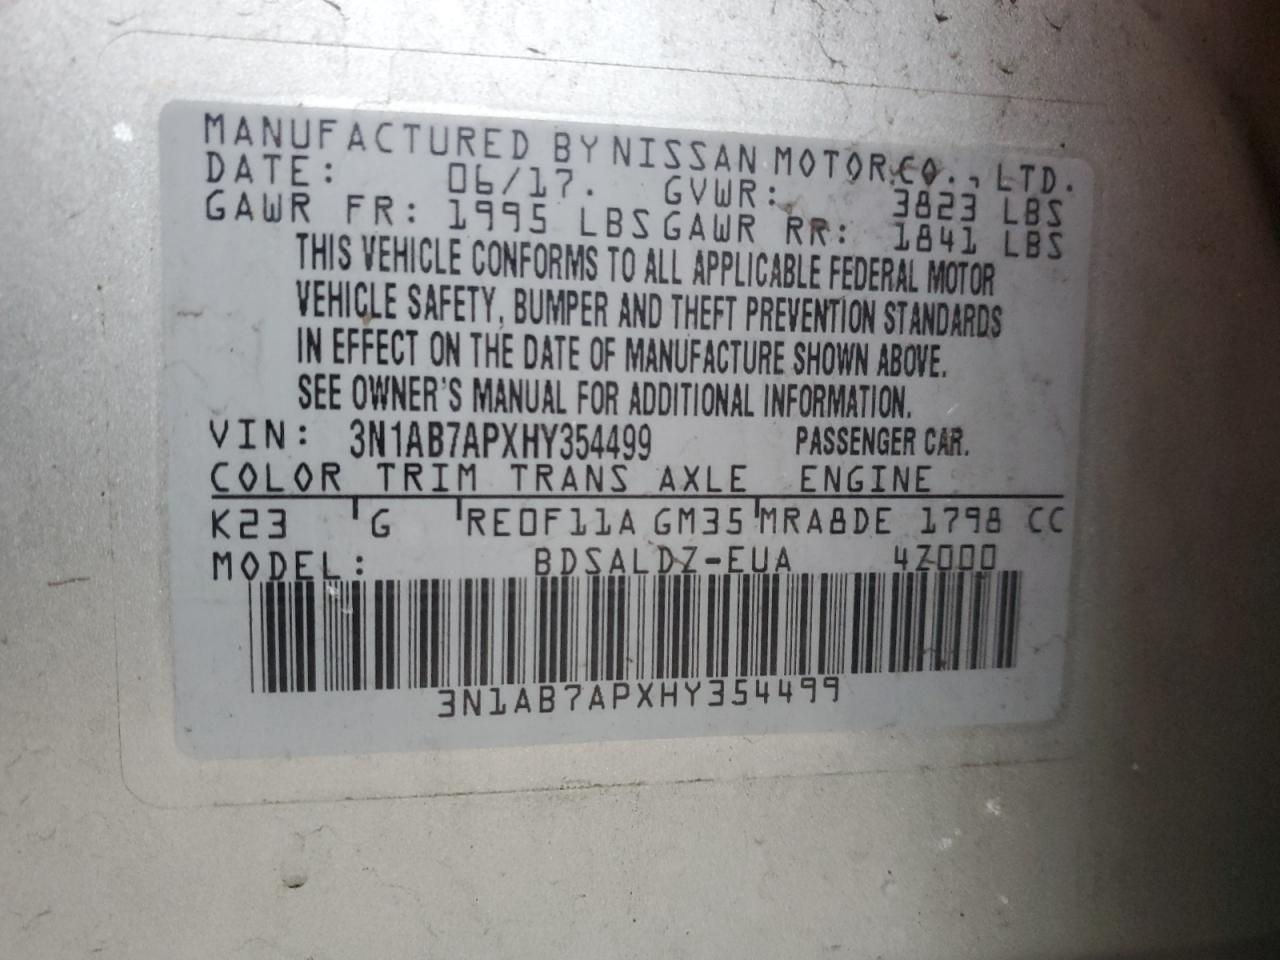 MANUFACTURED BY NISSAN MOTOR CO., LTD.
DATE: 06/17. GVWR: 3823 LBS
GAWR FR: 1995 LBS GAWR RR: 1841 LBS
THIS VEHICLE CONFORMS TO ALL APPLICABLE FEDERAL MOTOR
VEHICLE SAFETY, BUMPER AND THEFT PREVENTION STANDARDS
IN EFFECT ON THE DATE OF MANUFACTURE SHOWN ABOVE.
SEE OWNER'S MANUAL FOR ADDITIONAL INFORMATION.
VIN: 3N1AB7APXHY354499 PASSENGER CAR.
COLOR TRIM TRANS AXLE ENGINE
K23 G RE0F11A GM35 MRA8DE 1798 CC
MODEL: BDSALDZ-EUA 4Z000
3N1AB7APXHY354499